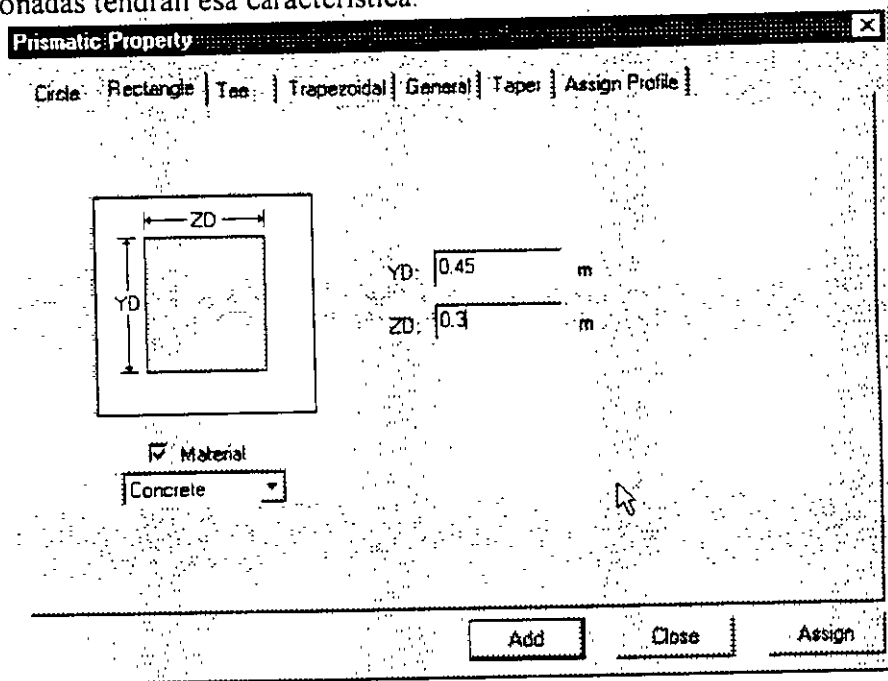 onadas tendrán esa característica.
Prismatic Property
Circle Rectangle Tee Trapezoidal General Taper Assign Profile
ZD
YD
YD: 0.45 m
ZD: 0.3 m
Material
Concrete
Add Close Assign